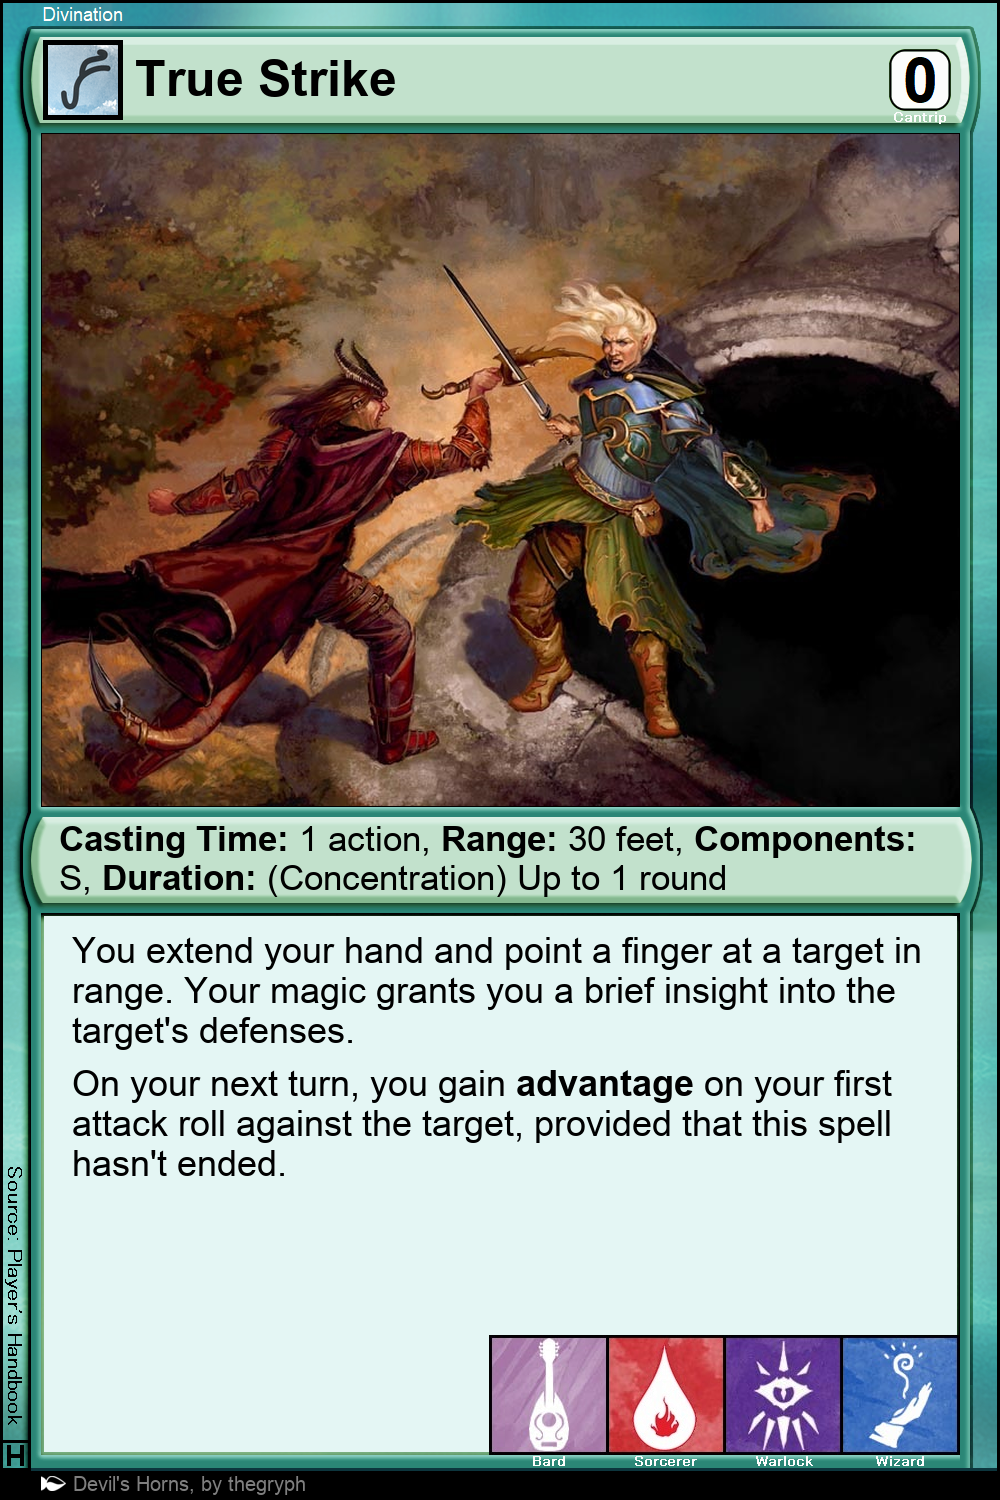 Divination
True Strike
0
Cantrip
Casting Time: 1 action, Range: 30 feet, Components:
S, Duration: (Concentration) Up to 1 round
You extend your hand and point a finger at a target in
range. Your magic grants you a brief insight into the
target's defenses.
On your next turn, you gain advantage on your first
attack roll against the target, provided that this spell
hasn't ended.
Source: Player's Handbook
H
Bard
Sorcerer
Warlock
Wizard
Devil's Horns, by thegryph